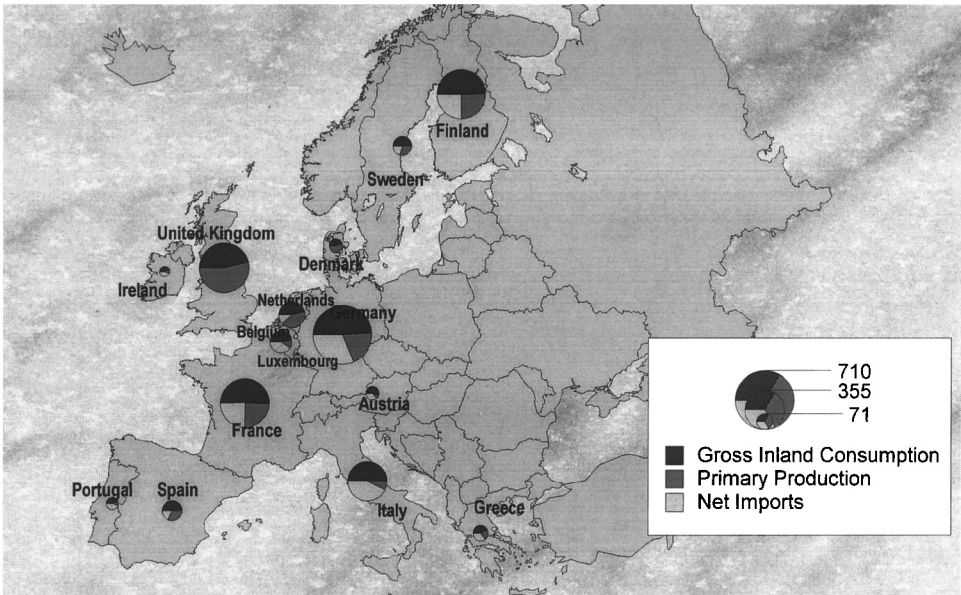 Finland
Sweden
United Kingdom
Denmark
Ireland
Netherlands
Germany
Belgium
Luxembourg
Austria
France
Portugal
Spain
Italy
Greece
710
355
71
Gross Inland Consumption
Primary Production
Net Imports